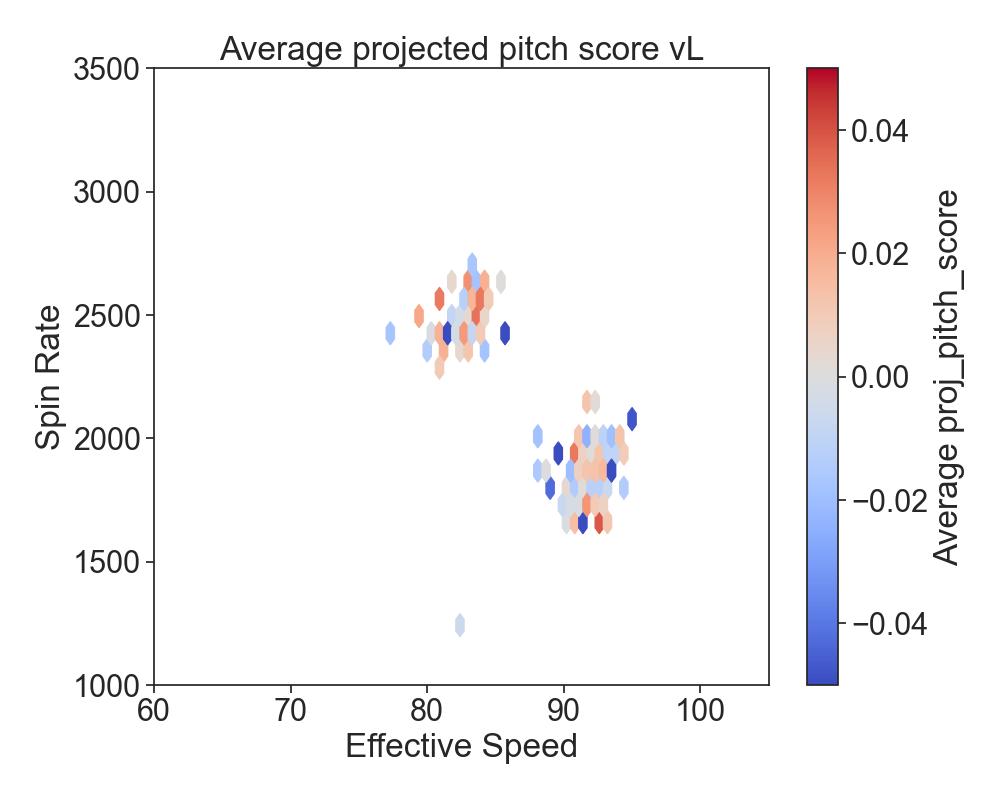 Average projected pitch score vL
3500
3000
2500
2000
1500
1000
Spin Rate
60 70 80 90 100
Effective Speed
0.04
0.02
0.00
−0.02
−0.04
Average proj_pitch_score